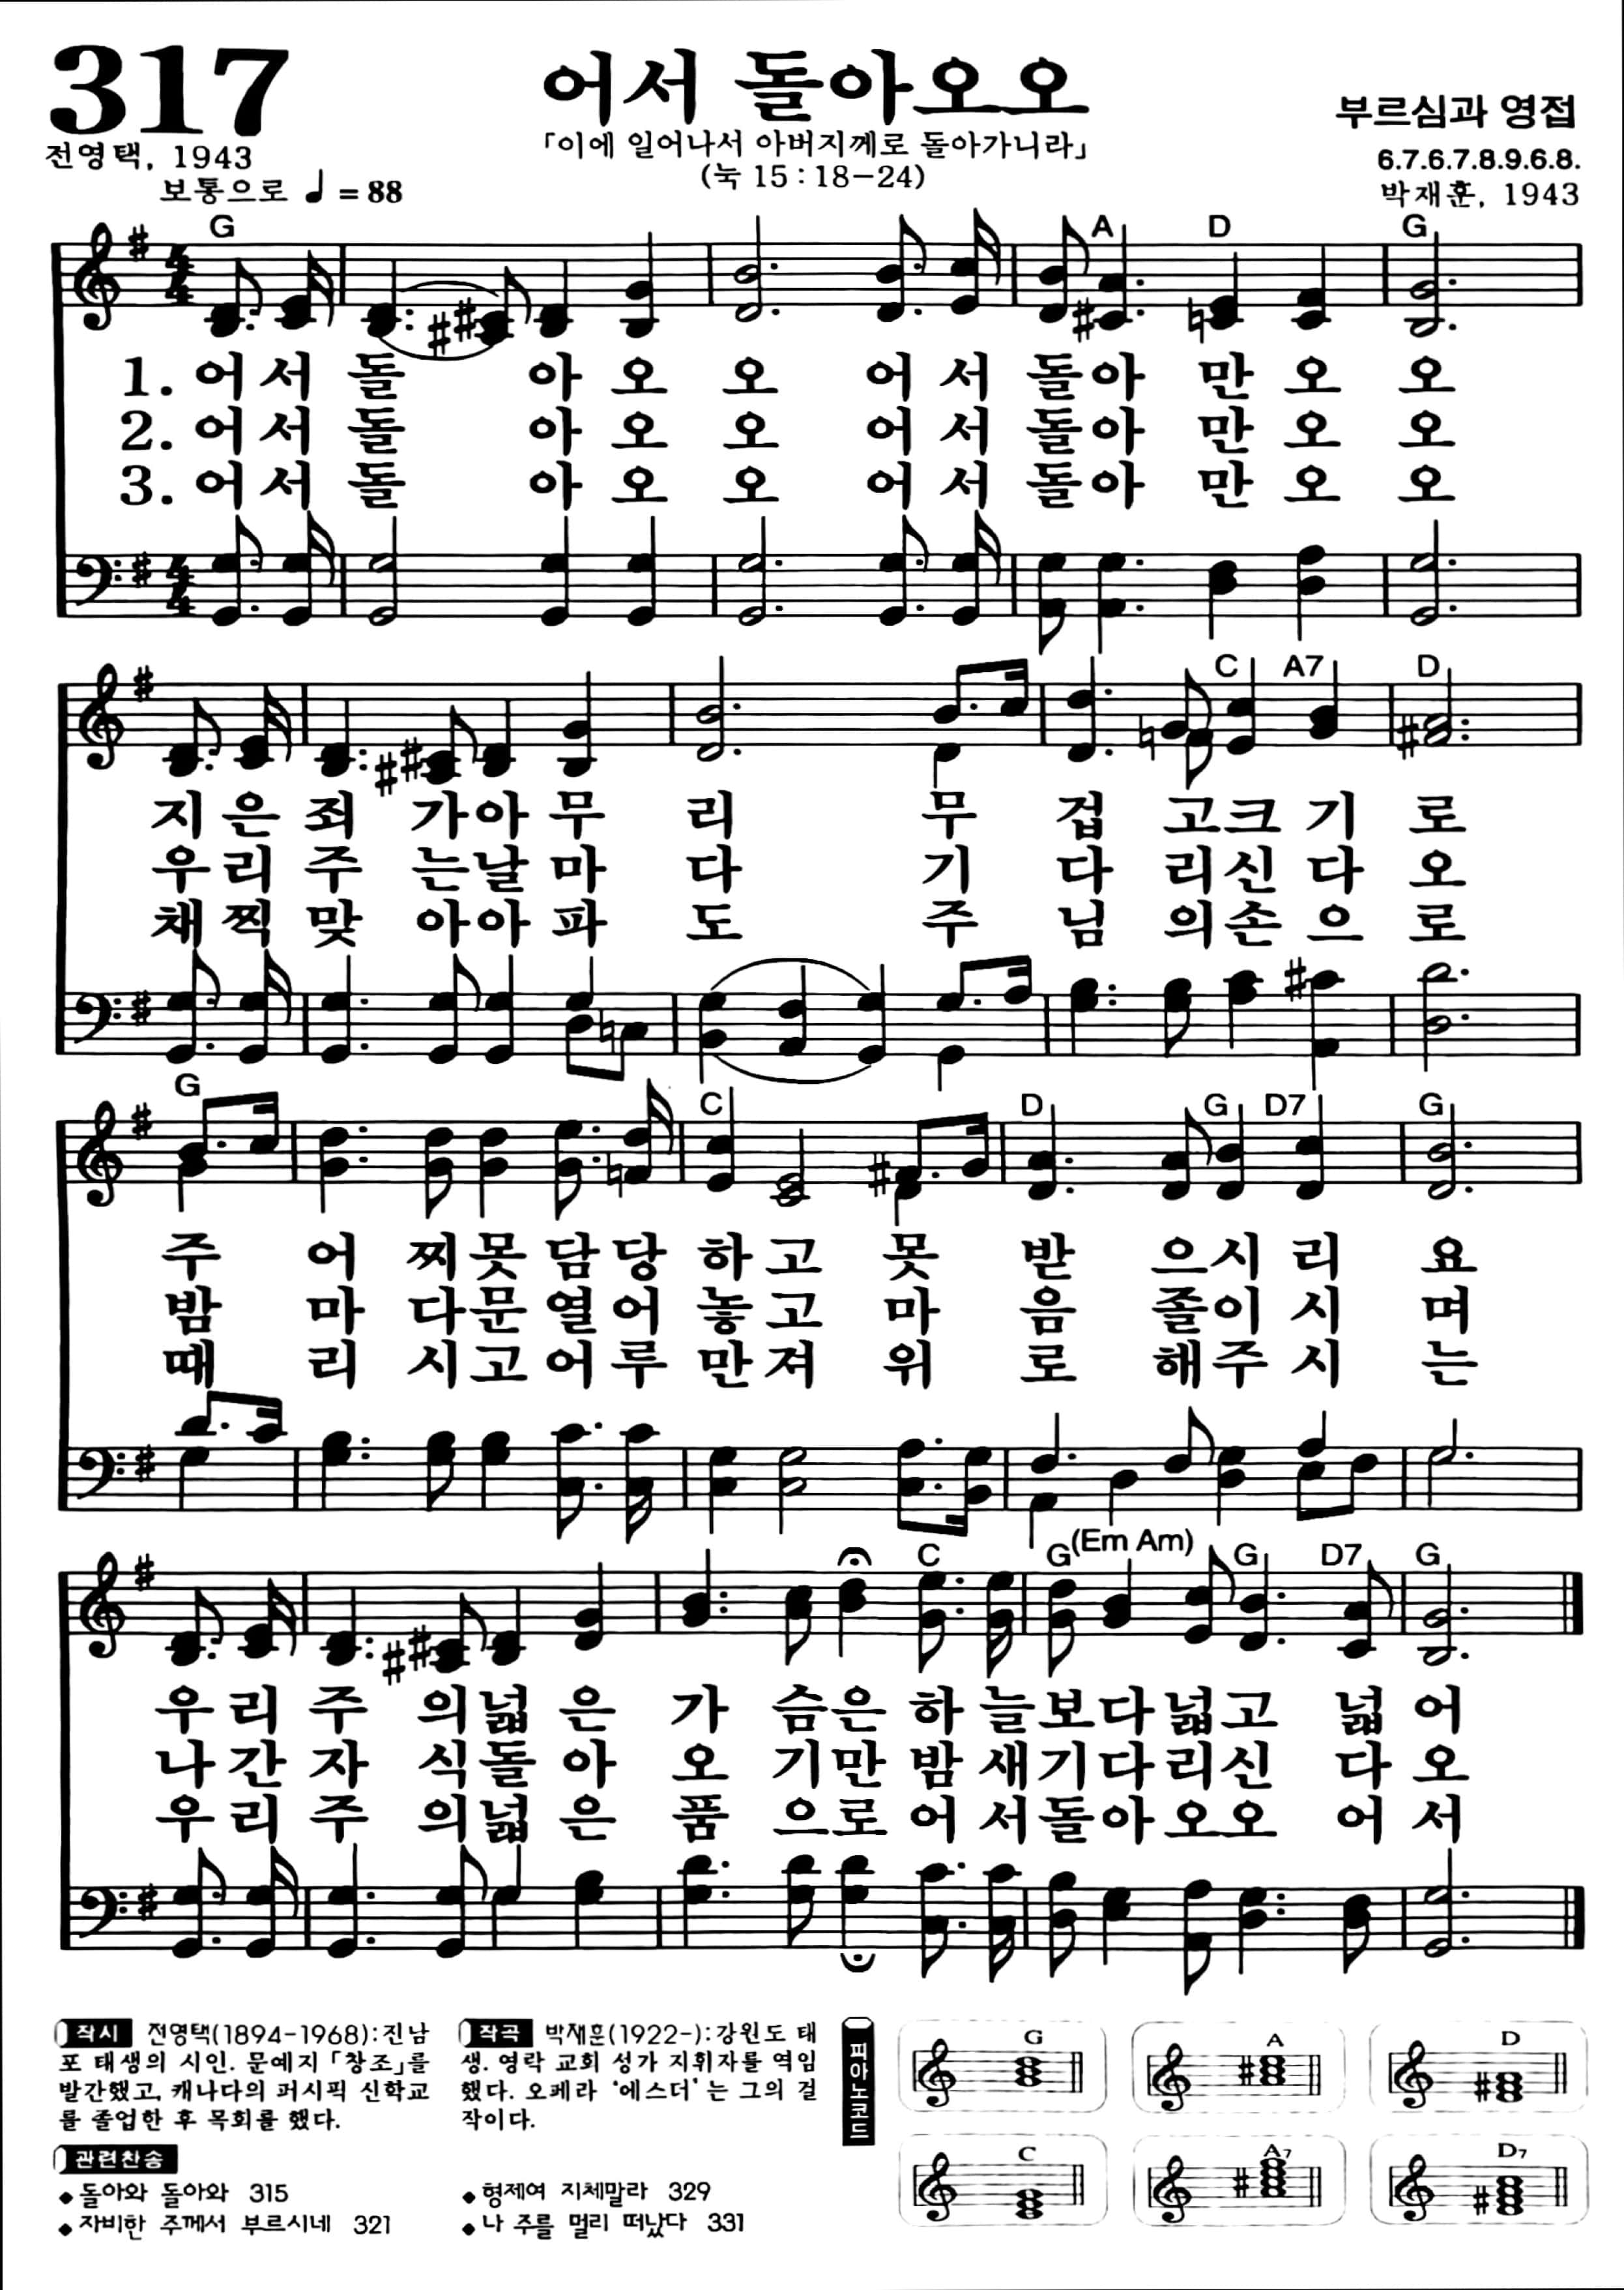 317
어서 돌아오오
「이에 일어나서 아버지께로 돌아가니라」
(눅 15 : 18-24)
부르심과 영접
6.7.6.7.8.9.6.8.
전영택, 1943
박재훈, 1943
보통으로 ♩ = 88
G A D G
1. 어 서 돌 아 오 오 어 서 돌 아 만 오 오
2. 어 서 돌 아 오 오 어 서 돌 아 만 오 오
3. 어 서 돌 아 오 오 어 서 돌 아 만 오 오
C A7 D
지 은 죄 가 아 무 리 무 겁 고 크 기 로
우 리 주 는 날 마 다 기 다 리 신 다 오
채 찍 맞 아 아 파 도 주 님 의 손 으 로
G C D G D7 G
주 어 찌 못 담 당 하 고 못 받 으 시 리 요
밤 마 다 문 열 어 놓 고 마 음 졸 이 시 며
때 리 시 고 어 루 만 져 위 로 해 주 시 는
C G (Em Am) G D7 G
우 리 주 의 넓 은 가 슴 은 하 늘 보 다 넓 고 넓 어
나 간 자 식 돌 아 오 기 만 밤 새 기 다 리 신 다 오
우 리 주 의 넓 은 품 으 로 어 서 돌 아 오 오 어 서
작시 전영택(1894-1968):진남
포 태생의 시인. 문예지 「창조」를
발간했고, 캐나다의 퍼시픽 신학교
를 졸업한 후 목회를 했다.
작곡 박재훈(1922-):강원도 태
생. 영락 교회 성가 지휘자를 역임
했다. 오페라 '에스더'는 그의 걸
작이다.
관련찬송
◆돌아와 돌아와 315
◆자비한 주께서 부르시네 321
◆형제여 지체말라 329
◆나 주를 멀리 떠났다 331
피아노코드
G A D
C A7 D7